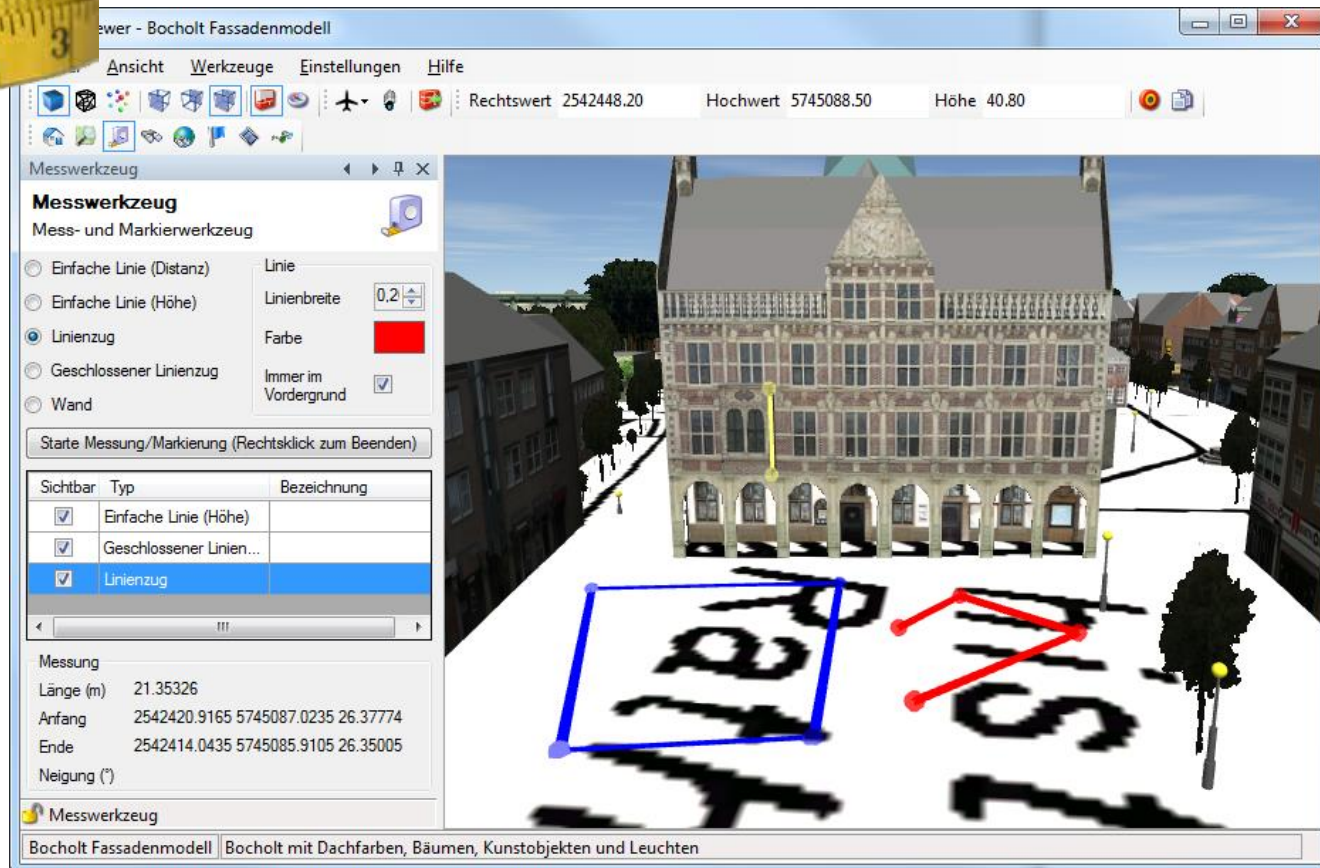 3
ewer - Bocholt Fassadenmodell
Ansicht Werkzeuge Einstellungen Hilfe
Rechtswert 2542448.20 Hochwert 5745088.50 Höhe 40.80
Messwerkzeug
Messwerkzeug
Mess- und Markierwerkzeug
Einfache Linie (Distanz)
Einfache Linie (Höhe)
Linienzug
Geschlossener Linienzug
Wand
Linie
Linienbreite 0,2
Farbe
Immer im
Vordergrund
Starte Messung/Markierung (Rechtsklick zum Beenden)
Sichtbar Typ Bezeichnung
Einfache Linie (Höhe)
Geschlossener Linien...
Linienzug
Messung
Länge (m) 21.35326
Anfang 2542420.9165 5745087.0235 26.37774
Ende 2542414.0435 5745085.9105 26.35005
Neigung (°)
Messwerkzeug
Bocholt Fassadenmodell Bocholt mit Dachfarben, Bäumen, Kunstobjekten und Leuchten